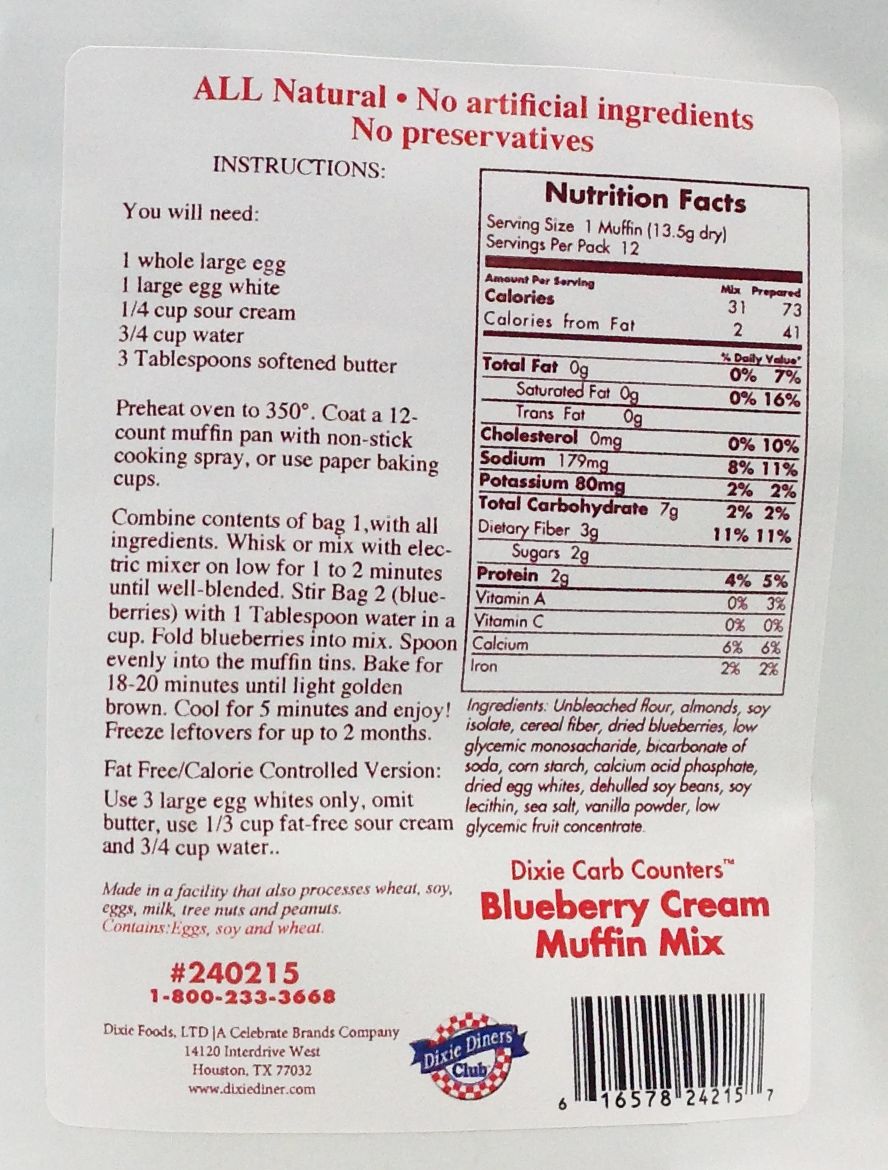 ALL Natural • No artificial ingredients
No preservatives
INSTRUCTIONS:
You will need:
1 whole large egg
1 large egg white
1/4 cup sour cream
3/4 cup water
3 Tablespoons softened butter
Preheat oven to 350°. Coat a 12-
count muffin pan with non-stick
cooking spray, or use paper baking
cups.
Combine contents of bag 1,with all
ingredients. Whisk or mix with elec-
tric mixer on low for 1 to 2 minutes
until well-blended. Stir Bag 2 (blue-
berries) with 1 Tablespoon water in a
cup. Fold blueberries into mix. Spoon
evenly into the muffin tins. Bake for
18-20 minutes until light golden
brown. Cool for 5 minutes and enjoy!
Freeze leftovers for up to 2 months.
Fat Free/Calorie Controlled Version:
Use 3 large egg whites only, omit
butter, use 1/3 cup fat-free sour cream
and 3/4 cup water..
Made in a facility that also processes wheat, soy,
eggs, milk, tree nuts and peanuts.
Contains:Eggs, soy and wheat.
#240215
1-800-233-3668
Dixie Foods, LTD |A Celebrate Brands Company
14120 Interdrive West
Houston, TX 77032
www.dixiediner.com
Dixie Diners'
Club
Nutrition Facts
Serving Size 1 Muffin (13.5g dry)
Servings Per Pack 12
Amount Per Serving Mix Prepared
Calories 31 73
Calories from Fat 2 41
% Daily Value*
Total Fat 0g 0% 7%
Saturated Fat 0g 0% 16%
Trans Fat 0g
Cholesterol 0mg 0% 10%
Sodium 179mg 8% 11%
Potassium 80mg 2% 2%
Total Carbohydrate 7g 2% 2%
Dietary Fiber 3g 11% 11%
Sugars 2g
Protein 2g 4% 5%
Vitamin A 0% 3%
Vitamin C 0% 0%
Calcium 6% 6%
Iron 2% 2%
Ingredients: Unbleached flour, almonds, soy
isolate, cereal fiber, dried blueberries, low
glycemic monosacharide, bicarbonate of
soda, corn starch, calcium acid phosphate,
dried egg whites, dehulled soy beans, soy
lecithin, sea salt, vanilla powder, low
glycemic fruit concentrate.
Dixie Carb Counters™
Blueberry Cream
Muffin Mix
6 16578 24215 7